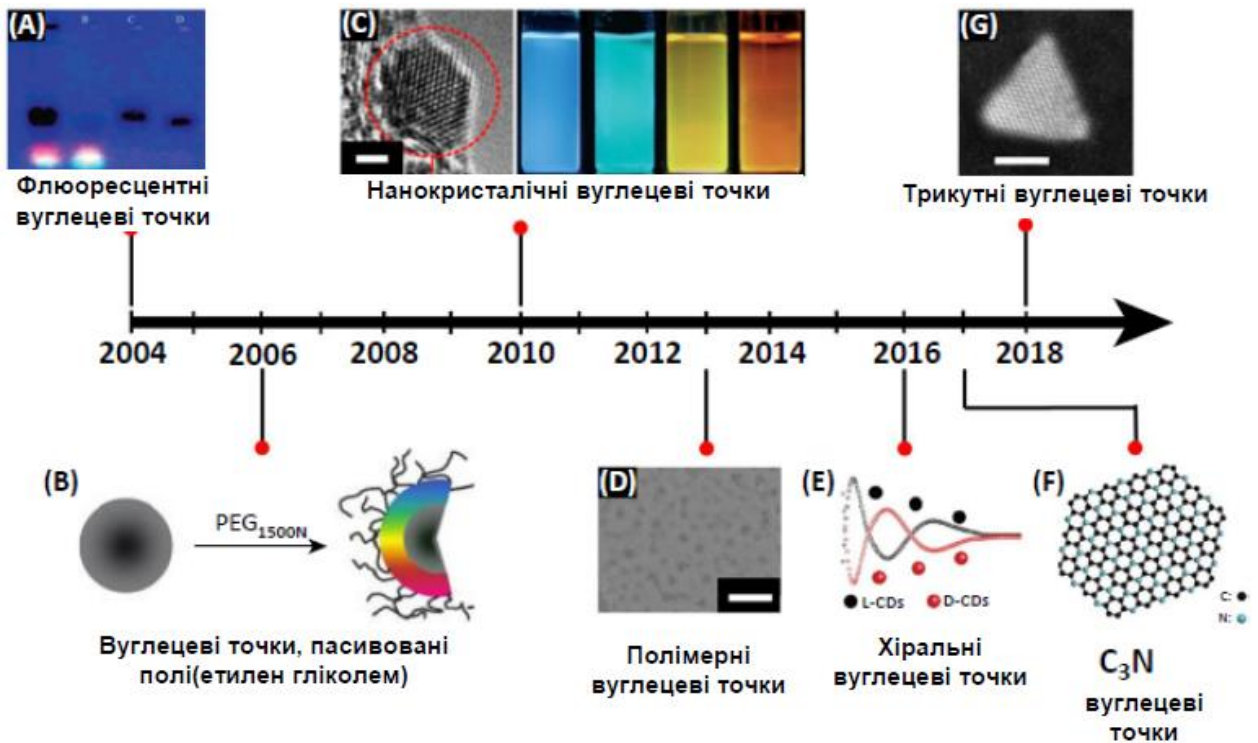 (A)
B
C
D
Флюоресцентні
вуглецеві точки
(C)
Нанокристалічні вуглецеві точки
(G)
Трикутні вуглецеві точки
2004 2006 2008 2010 2012 2014 2016 2018
(B)
PEG1500N
Вуглецеві точки, пасивовані
полі(етилен гліколем)
(D)
Полімерні
вуглецеві точки
(E)
L-CDs D-CDs
Хіральні
вуглецеві точки
(F)
C:
N:
C3N
вуглецеві
точки